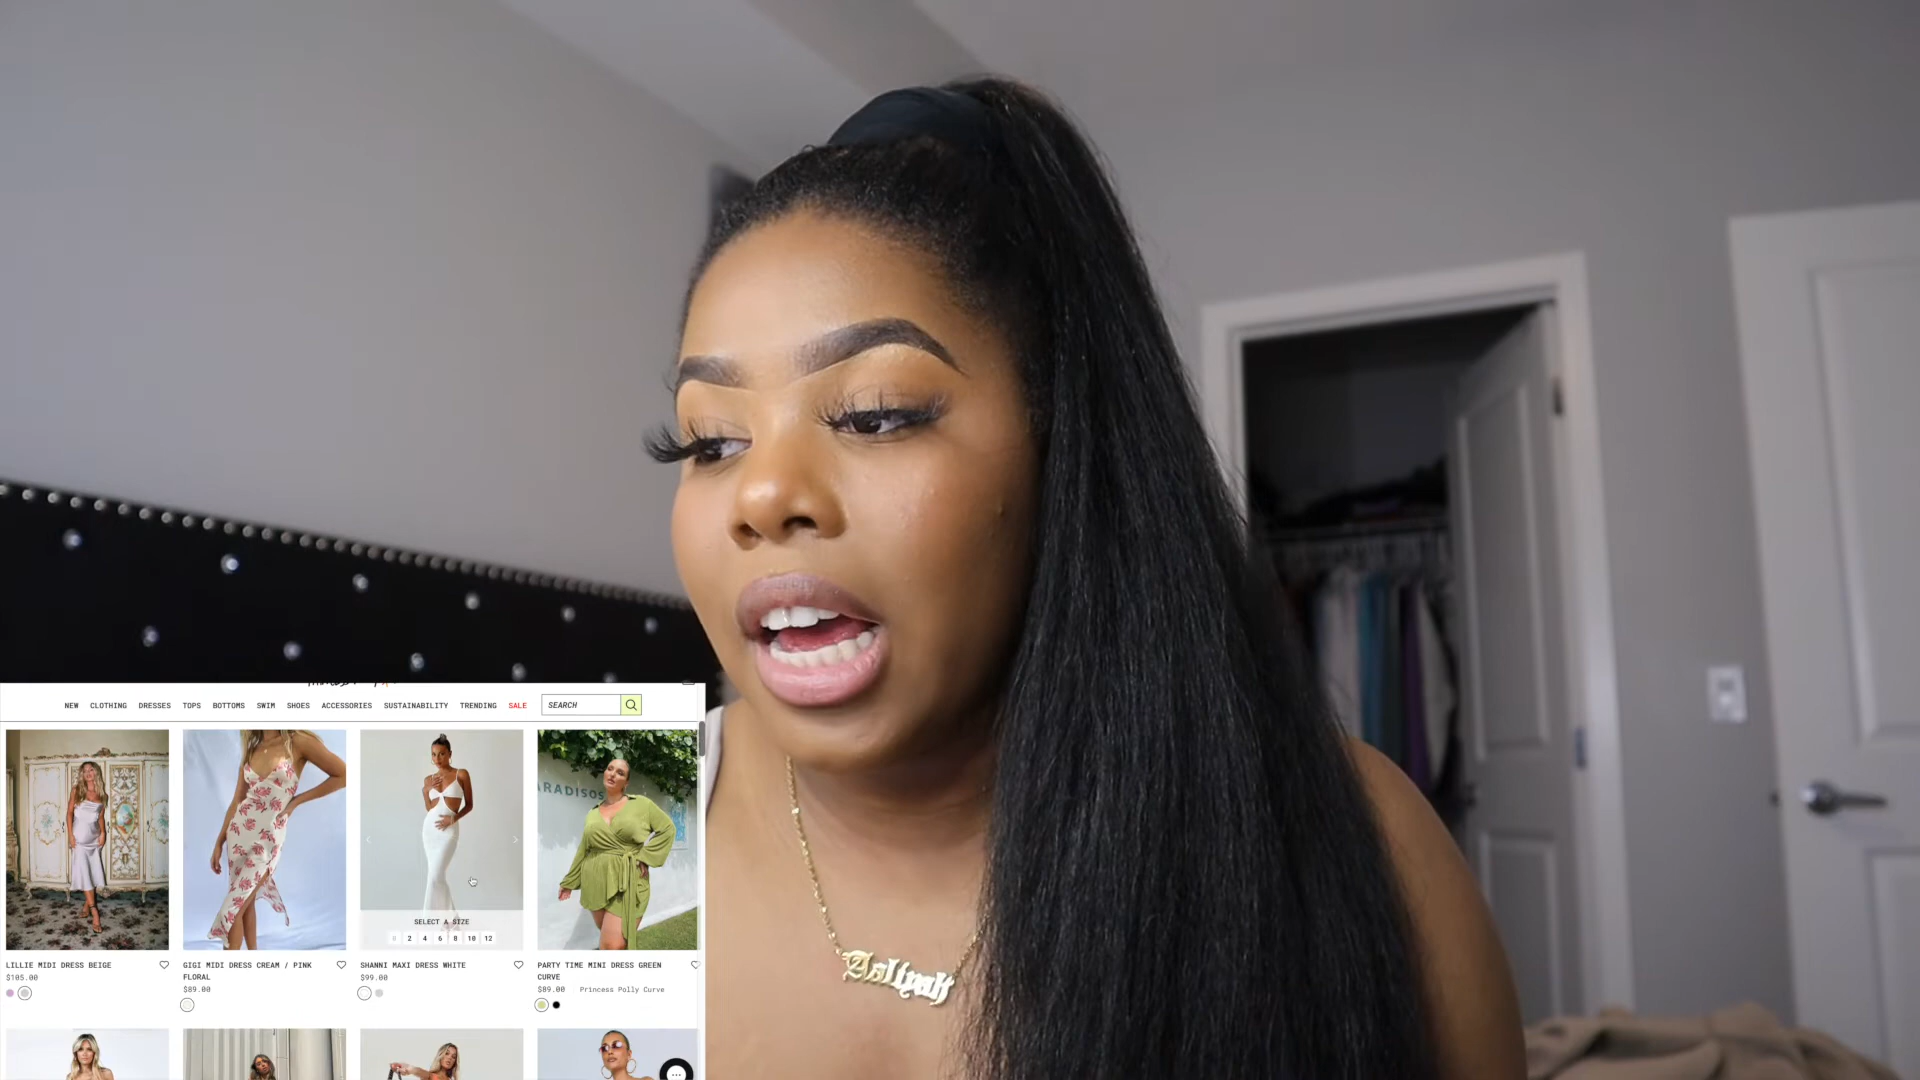 NEW CLOTHING DRESSES TOPS BOTTOMS SWIM SHOES ACCESSORIES SUSTAINABILITY TRENDING SALE SEARCH
ARADISOS
SELECT A SIZE
0 2 4 6 8 10 12
LILLIE MIDI DRESS BEIGE
$105.00
GIGI MIDI DRESS CREAM / PINK
FLORAL
$89.00
SHANNI MAXI DRESS WHITE
$99.00
PARTY TIME MINI DRESS GREEN
CURVE
$89.00 Princess Polly Curve
Aaliyah